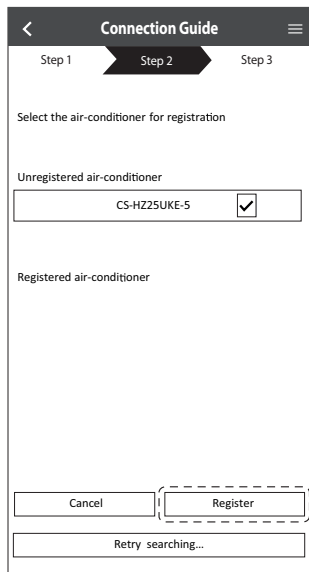 Connection Guide
Step 1 Step 2 Step 3
Select the air-conditioner for registration
Unregistered air-conditioner
CS-HZ25UKE-5
Registered air-conditioner
Cancel Register
Retry searching...